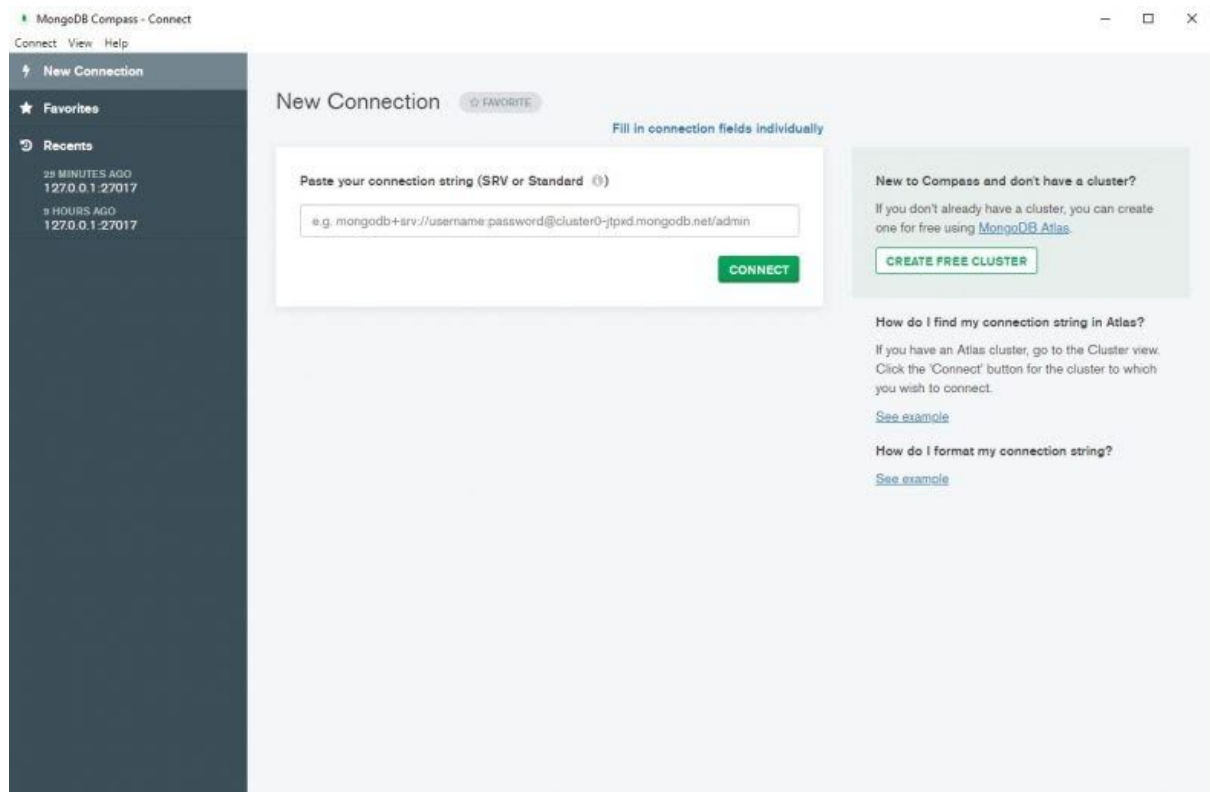 MongoDB Compass - Connect
Connect View Help
New Connection
Favorites
Recents
29 MINUTES AGO
127.0.0.1:27017
9 HOURS AGO
127.0.0.1:27017
New Connection
FAVORITE
Fill in connection fields individually
Paste your connection string (SRV or Standard )
e.g. mongodb+srv://username:password@cluster0-jtpxd.mongodb.net/admin
CONNECT
New to Compass and don't have a cluster?
If you don't already have a cluster, you can create
one for free using MongoDB Atlas.
CREATE FREE CLUSTER
How do I find my connection string in Atlas?
If you have an Atlas cluster, go to the Cluster view.
Click the 'Connect' button for the cluster to which
you wish to connect.
See example
How do I format my connection string?
See example